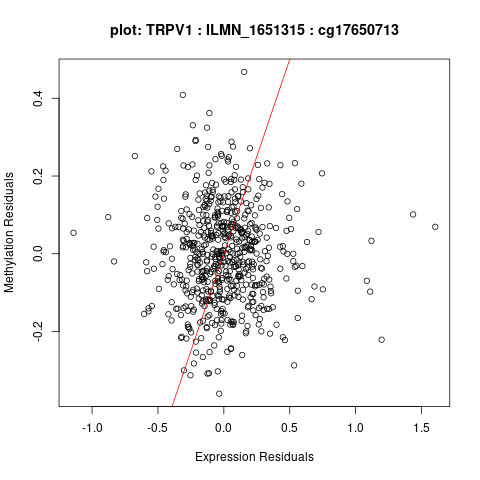 plot: TRPV1 : ILMN_1651315 : cg17650713
Methylation Residuals
0.4
0.2
0.0
-0.2
-1.0 -0.5 0.0 0.5 1.0 1.5
Expression Residuals